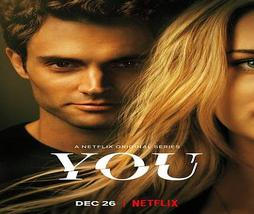 A NETFLIX ORIGINAL SERIES
YOU
DEC 26 | NETFLIX